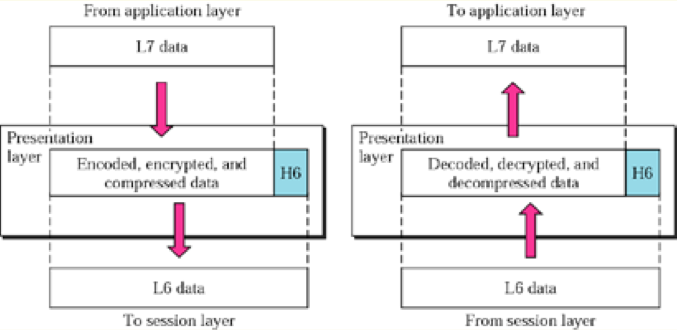 From application layer
L7 data
Presentation
layer
Encoded, encrypted, and
compressed data
H6
L6 data
To session layer
To application layer
L7 data
Presentation
layer
Decoded, decrypted, and
decompressed data
H6
L6 data
From session layer